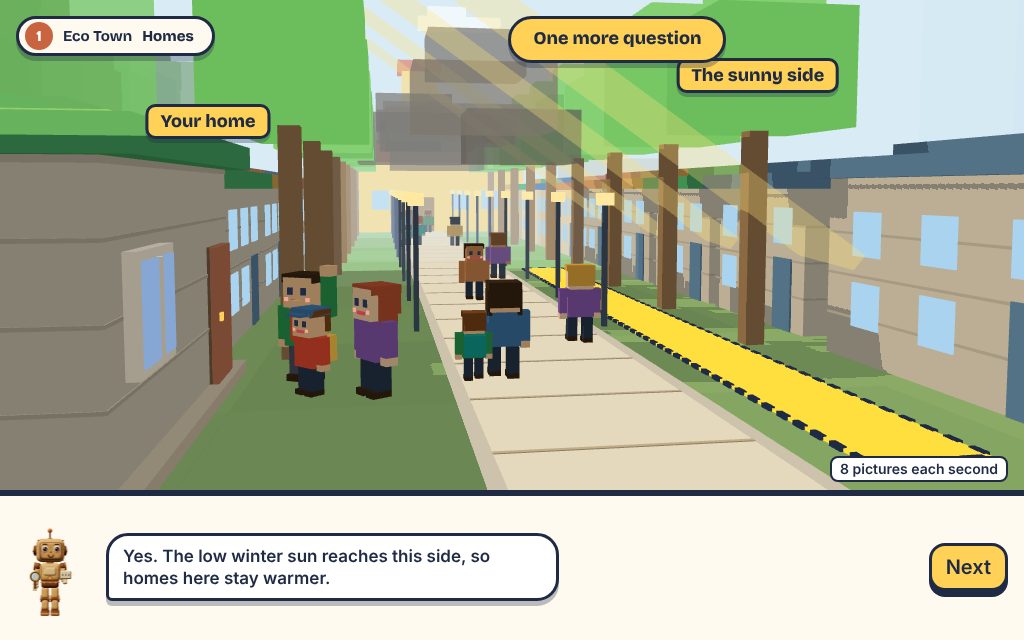 1 Eco Town Homes
One more question
The sunny side
Your home
8 pictures each second
Yes. The low winter sun reaches this side, so
homes here stay warmer.
Next